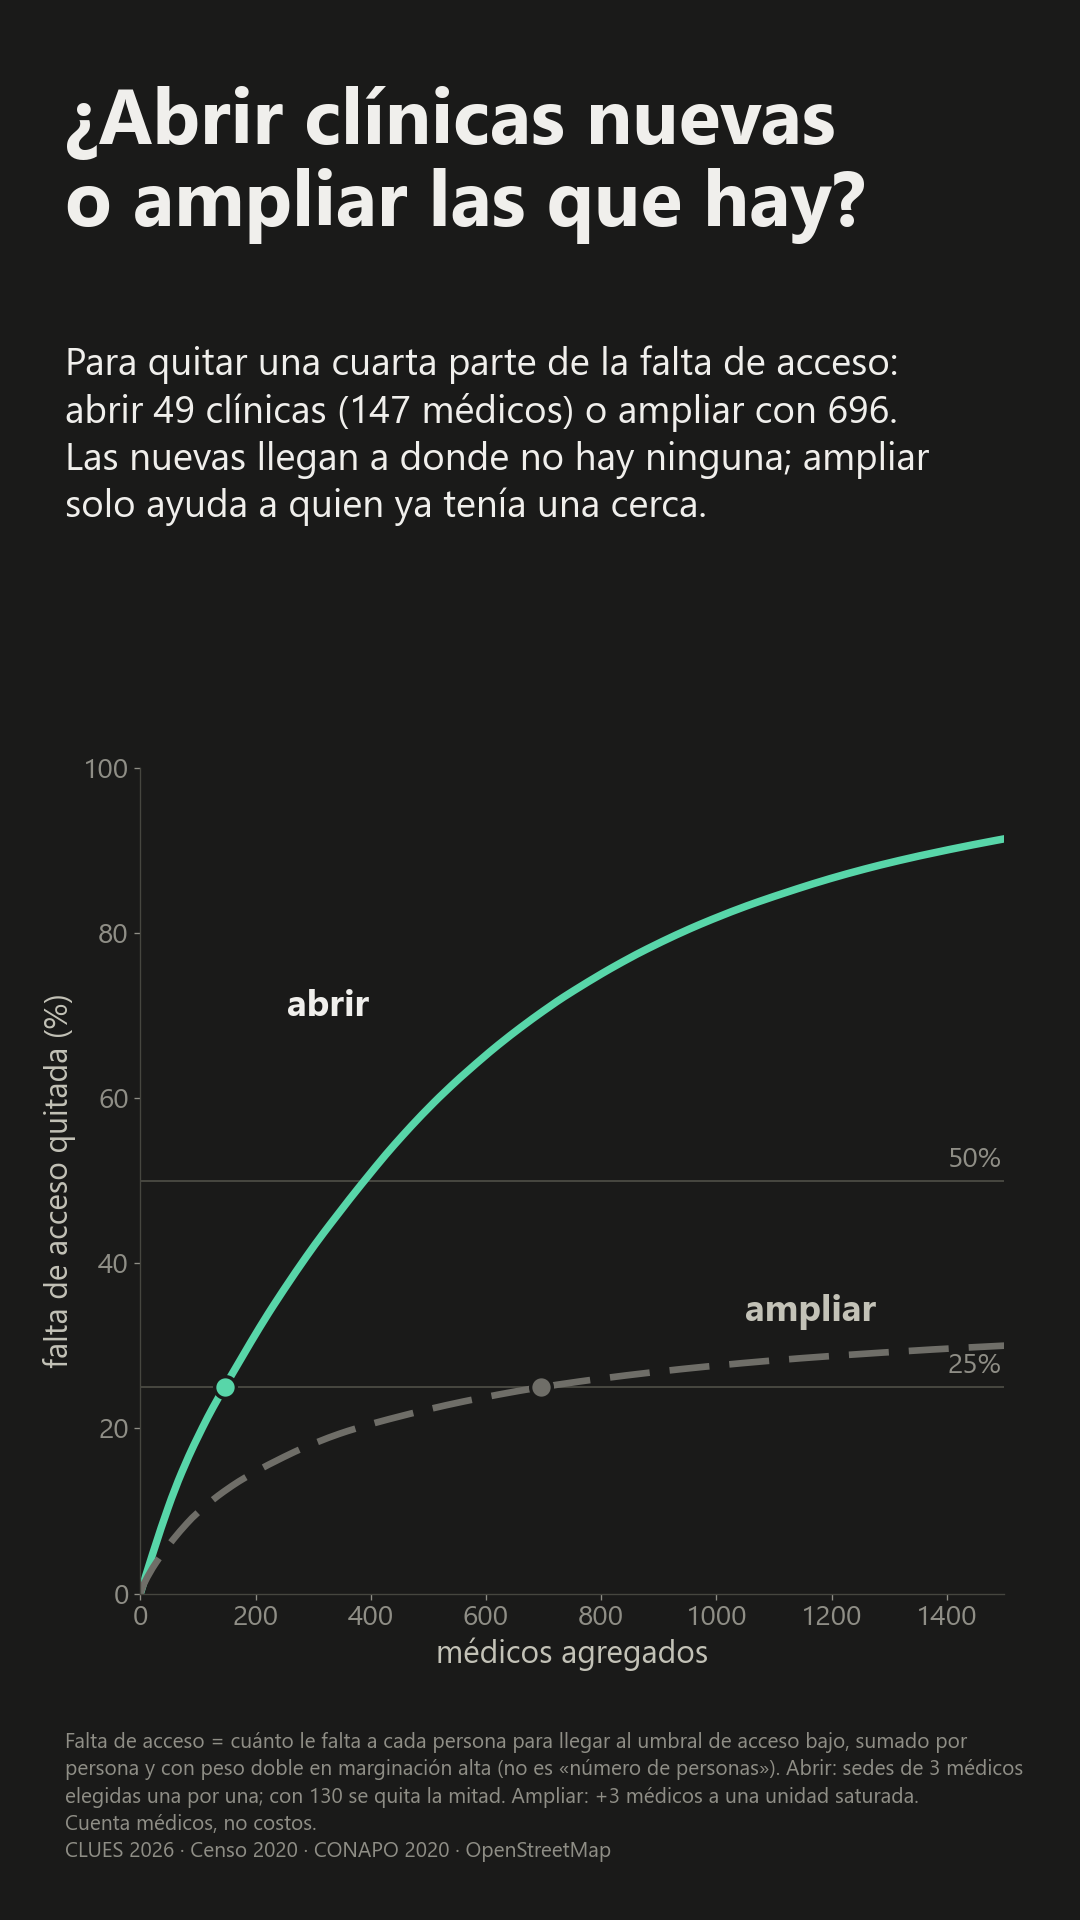 ¿Abrir clínicas nuevas
o ampliar las que hay?
Para quitar una cuarta parte de la falta de acceso:
abrir 49 clínicas (147 médicos) o ampliar con 696.
Las nuevas llegan a donde no hay ninguna; ampliar
solo ayuda a quien ya tenía una cerca.
100
80
60
40
20
0
falta de acceso quitada (%)
abrir
50%
ampliar
25%
0 200 400 600 800 1000 1200 1400
médicos agregados
Falta de acceso = cuánto le falta a cada persona para llegar al umbral de acceso bajo, sumado por
persona y con peso doble en marginación alta (no es «número de personas»). Abrir: sedes de 3 médicos
elegidas una por una; con 130 se quita la mitad. Ampliar: +3 médicos a una unidad saturada.
Cuenta médicos, no costos.
CLUES 2026 · Censo 2020 · CONAPO 2020 · OpenStreetMap